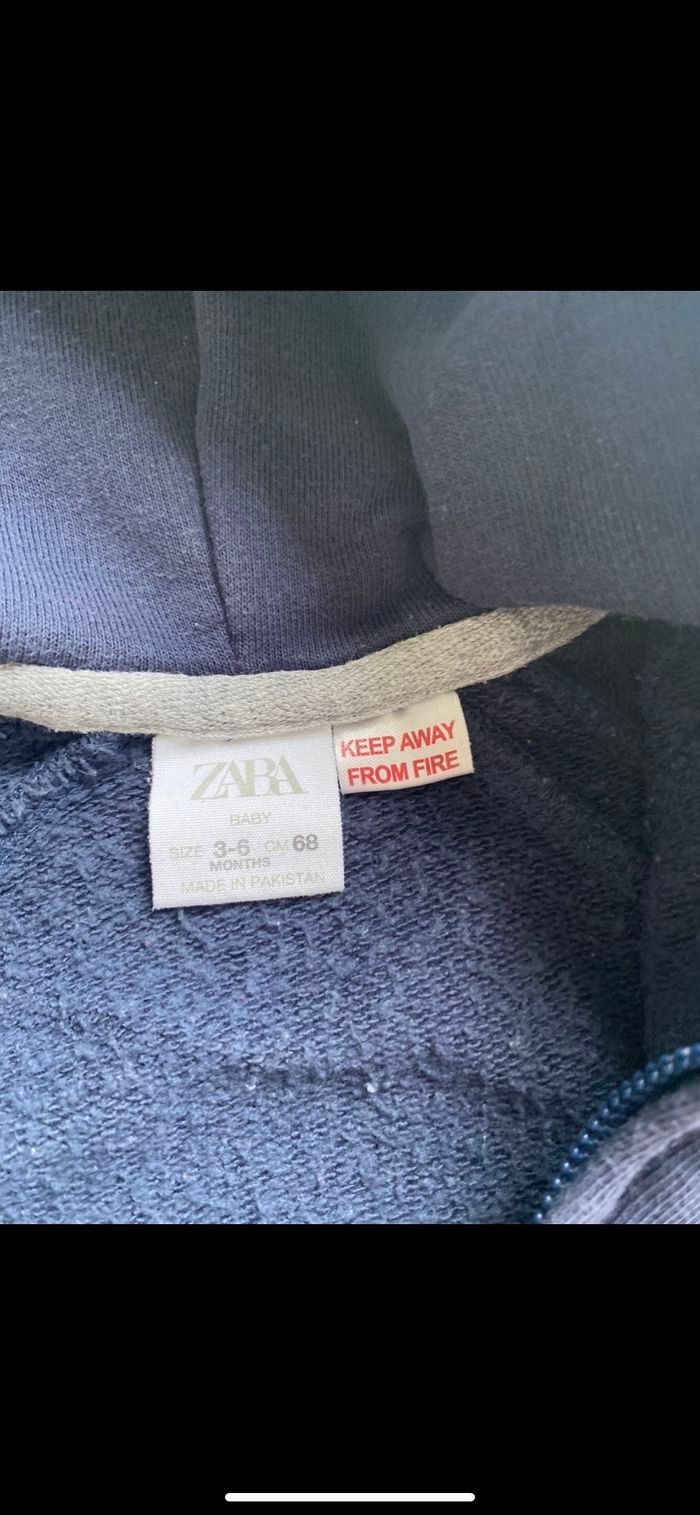 ZARA
BABY
SIZE 3-6 CM 68
MONTHS
MADE IN PAKISTAN
KEEP AWAY
FROM FIRE